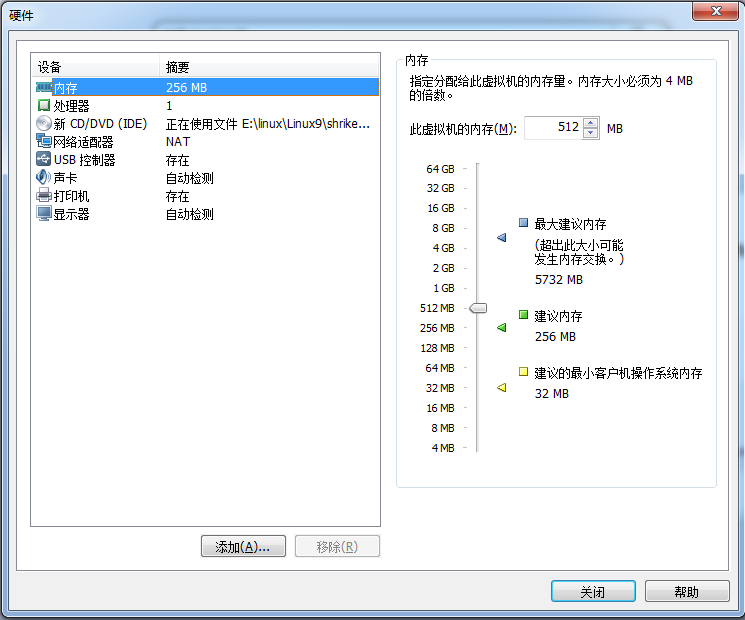 硬件
设备 摘要
内存 256 MB
处理器 1
新 CD/DVD (IDE) 正在使用文件 E:\linux\Linux9\shrike...
网络适配器 NAT
USB 控制器 存在
声卡 自动检测
打印机 存在
显示器 自动检测
添加(A)... 移除(R)
内存
指定分配给此虚拟机的内存量。内存大小必须为 4 MB
的倍数。
此虚拟机的内存(M): 512 MB
64 GB
32 GB
16 GB
8 GB
4 GB
2 GB
1 GB
512 MB
256 MB
128 MB
64 MB
32 MB
16 MB
8 MB
4 MB
最大建议内存
(超出此大小可能
发生内存交换。)
5732 MB
建议内存
256 MB
建议的最小客户机操作系统内存
32 MB
关闭 帮助